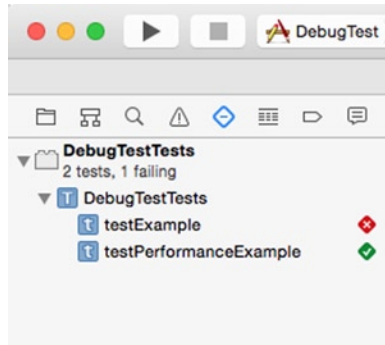 DebugTest
DebugTestTests
2 tests, 1 failing
T DebugTestTests
t testExample
t testPerformanceExample